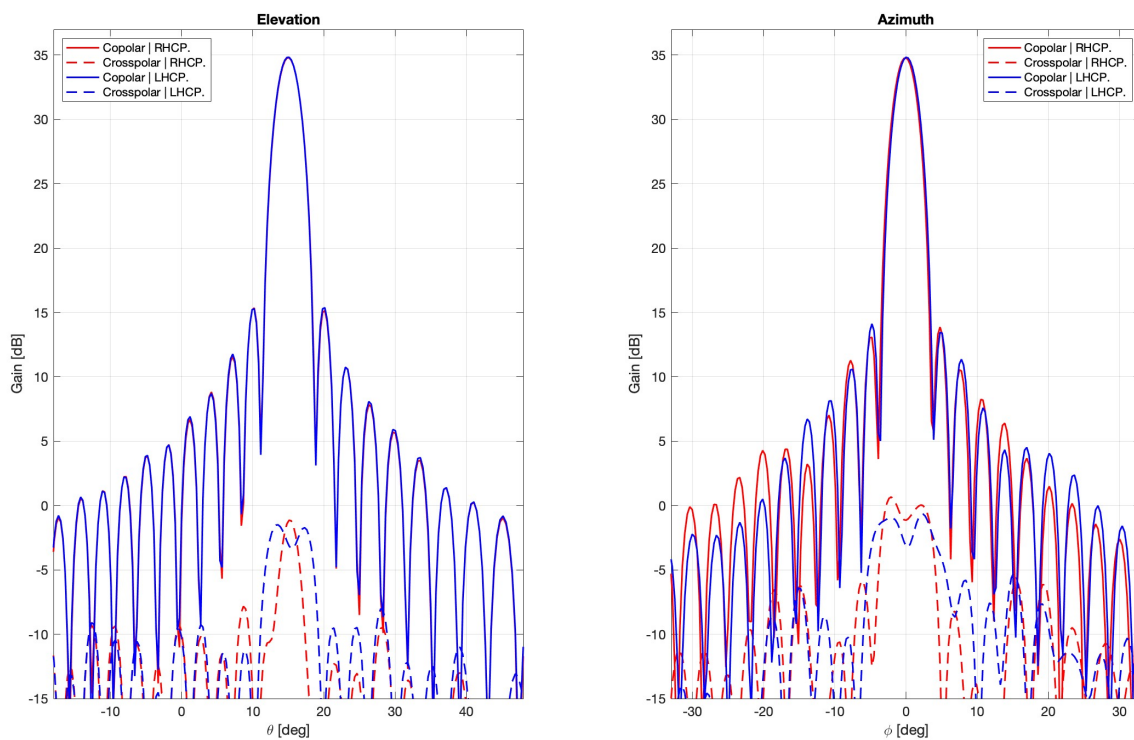 Elevation
Copolar | RHCP.
Crosspolar | RHCP.
Copolar | LHCP.
Crosspolar | LHCP.
35
30
25
20
15
10
5
0
-5
-10
-15
Gain [dB]
-10 0 10 20 30 40
θ [deg]
Azimuth
Copolar | RHCP.
Crosspolar | RHCP.
Copolar | LHCP.
Crosspolar | LHCP.
35
30
25
20
15
10
5
0
-5
-10
-15
Gain [dB]
-30 -20 -10 0 10 20 30
ϕ [deg]